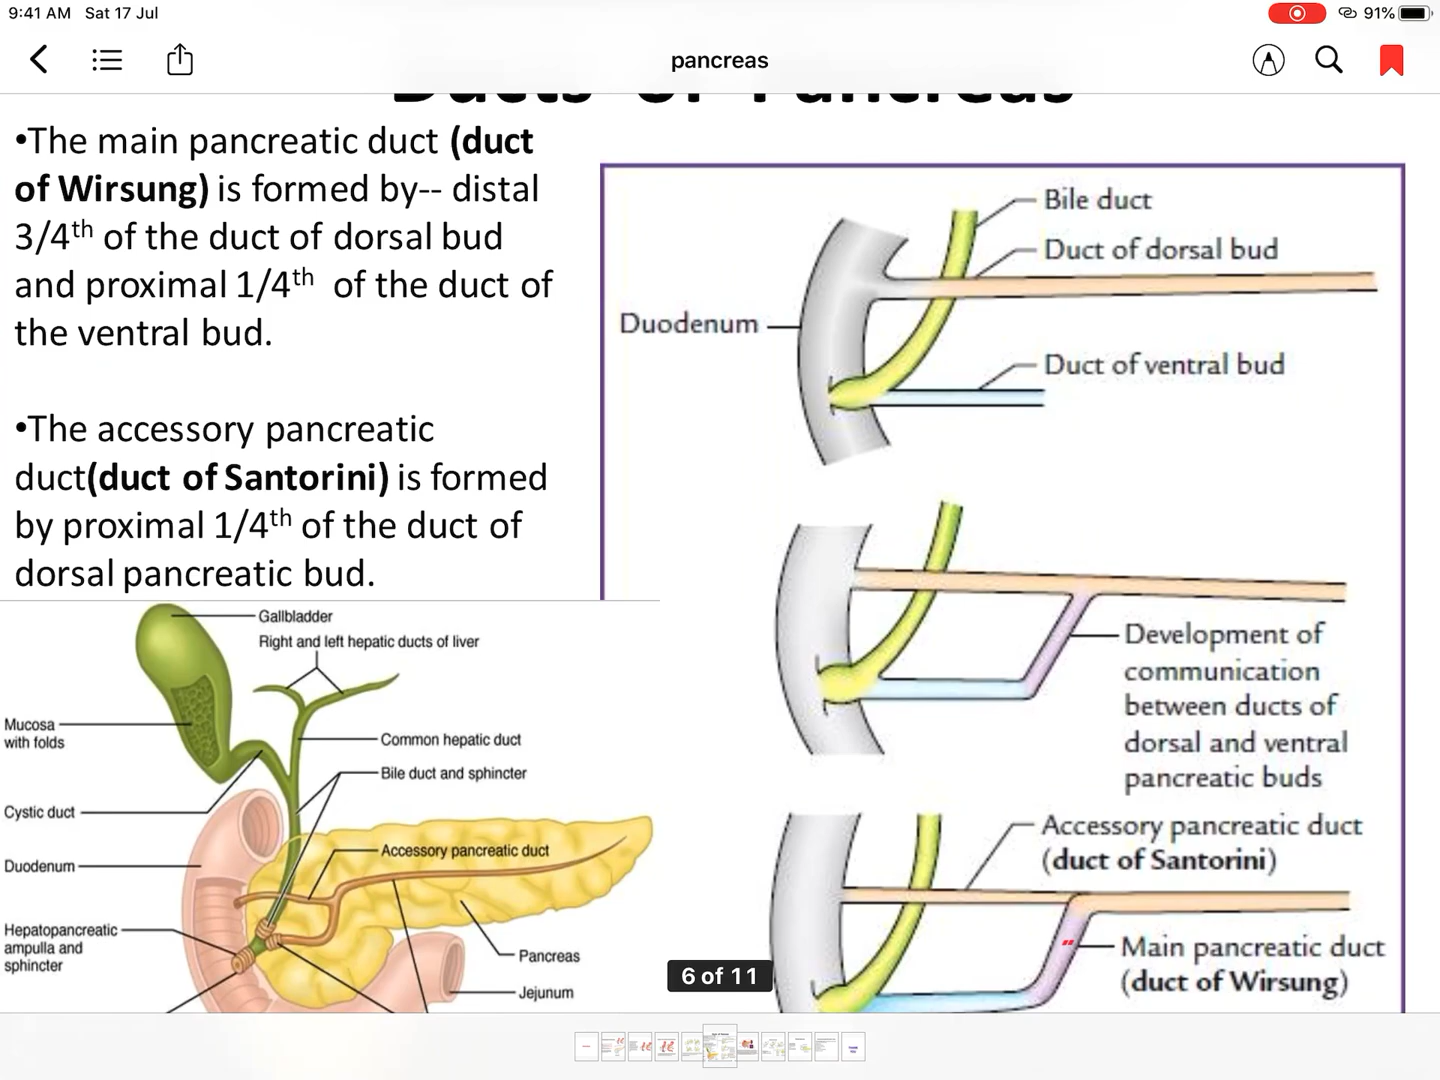 9:41 AM Sat 17 Jul
91%
pancreas
Ducts of Pancreas
•The main pancreatic duct (duct
of Wirsung) is formed by-- distal
3/4th of the duct of dorsal bud
and proximal 1/4th of the duct of
the ventral bud.
•The accessory pancreatic
duct(duct of Santorini) is formed
by proximal 1/4th of the duct of
dorsal pancreatic bud.
Bile duct
Duct of dorsal bud
Duodenum
Duct of ventral bud
Development of
communication
between ducts of
dorsal and ventral
pancreatic buds
Accessory pancreatic duct
(duct of Santorini)
Main pancreatic duct
(duct of Wirsung)
Gallbladder
Right and left hepatic ducts of liver
Mucosa
with folds
Common hepatic duct
Bile duct and sphincter
Cystic duct
Accessory pancreatic duct
Duodenum
Hepatopancreatic
ampulla and
sphincter
Pancreas
Jejunum
6 of 11